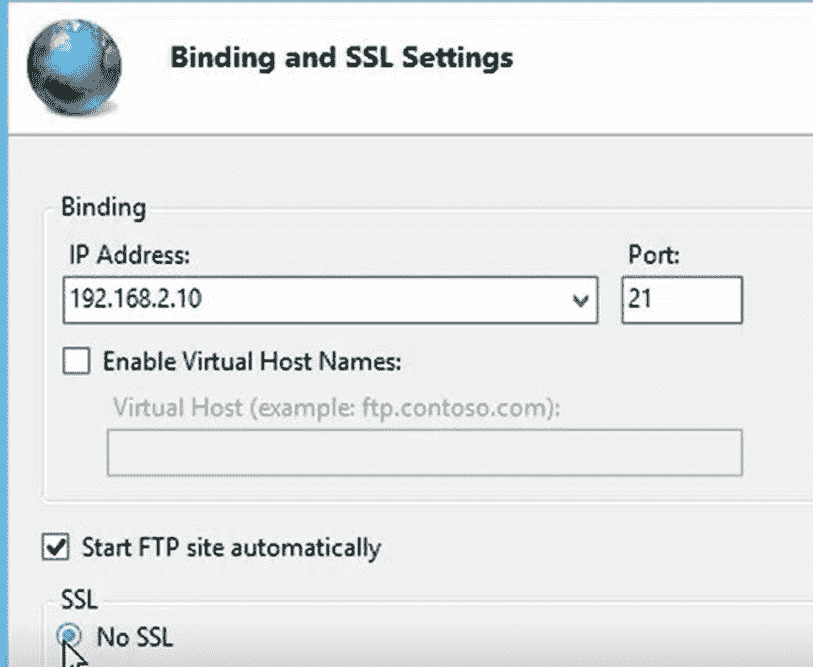 Binding and SSL Settings
Binding
IP Address: Port:
192.168.2.10 21
Enable Virtual Host Names:
Virtual Host (example: ftp.contoso.com):
Start FTP site automatically
SSL
No SSL